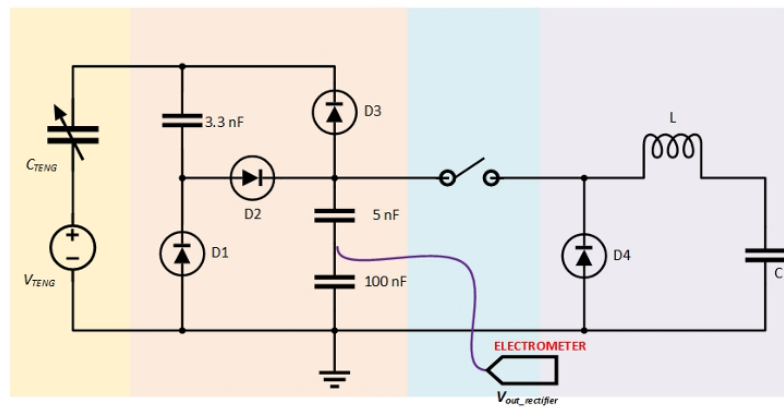 D3
L
3.3 nF
C_TENG
D2
5 nF
D1
D4
V_TENG
100 nF
C
ELECTROMETER
V_out_rectifier
+
−